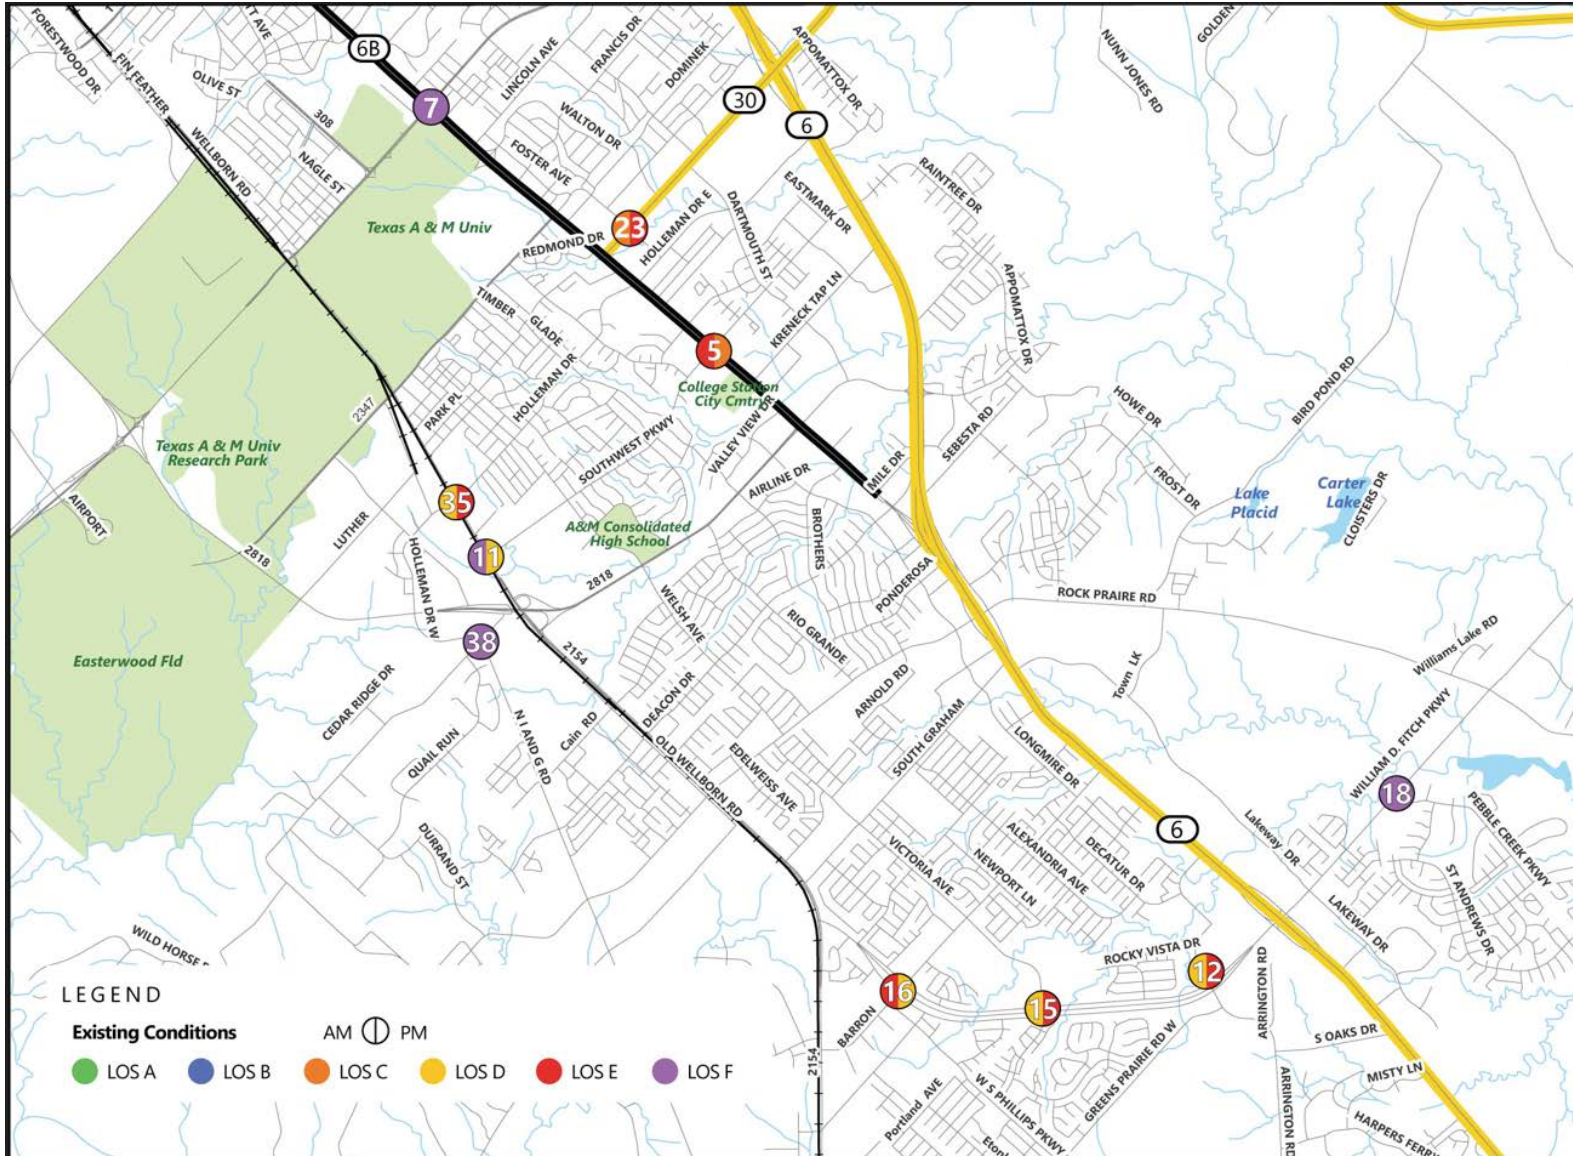 FORESTWOOD DR
FIN FEATHER
TT AVE
6B
OLIVE ST
308
WELLBORN RD
NAGLE ST
7
LINCOLN AVE
FRANCIS DR
DOMINEK
WALTON DR
FOSTER AVE
30
6
APPOMATTOX DR
NUNN JONES RD
GOLDEN
Texas A & M Univ
REDMOND DR
23
HOLLEMAN DR E
DARTMOUTH ST
EASTMARK DR
RAINTREE DR
TIMBER
GLADE
HOLLEMAN DR
KRENECK TAP LN
APPOMATTOX DR
5
College Station
City Cmtry
2347
PARK PL
SOUTHWEST PKWY
VALLEY VIEW DR
AIRLINE DR
MILE DR
SEBESTA RD
HOWE DR
BIRD POND RD
FROST DR
Lake
Placid
Carter
Lake
CLOISTERS DR
Texas A & M Univ
Research Park
AIRPORT
2818
LUTHER
35
11
HOLLEMAN DR W
A&M Consolidated
High School
2818
BROTHERS
PONDEROSA
ROCK PRAIRE RD
WELSH AVE
RIO GRANDE
Easterwood Fld
38
2154
CEDAR RIDGE DR
QUAIL RUN
N I AND G RD
Cain RD
DEACON DR
OLD WELLBORN RD
EDELWEISS AVE
ARNOLD RD
SOUTH GRAHAM
LONGMIRE DR
Town LK
Williams Lake RD
WILLIAM D. FITCH PKWY
18
PEBBLE CREEK PKWY
ST ANDREWS DR
6
Lakeway DR
LAKEWAY DR
DURRAND ST
VICTORIA AVE
NEWPORT LN
ALEXANDRIA AVE
DECATUR DR
WILD HORSE R
ROCKY VISTA DR
12
16
15
BARRON
ARRINGTON RD
S OAKS DR
MISTY LN
2154
Portland AVE
W S PHILLIPS PKWY
GREENS PRAIRIE RD W
ARRINGTON RD
HARPERS FERRY
Eton
LEGEND
Existing Conditions AM PM
LOS A LOS B LOS C LOS D LOS E LOS F